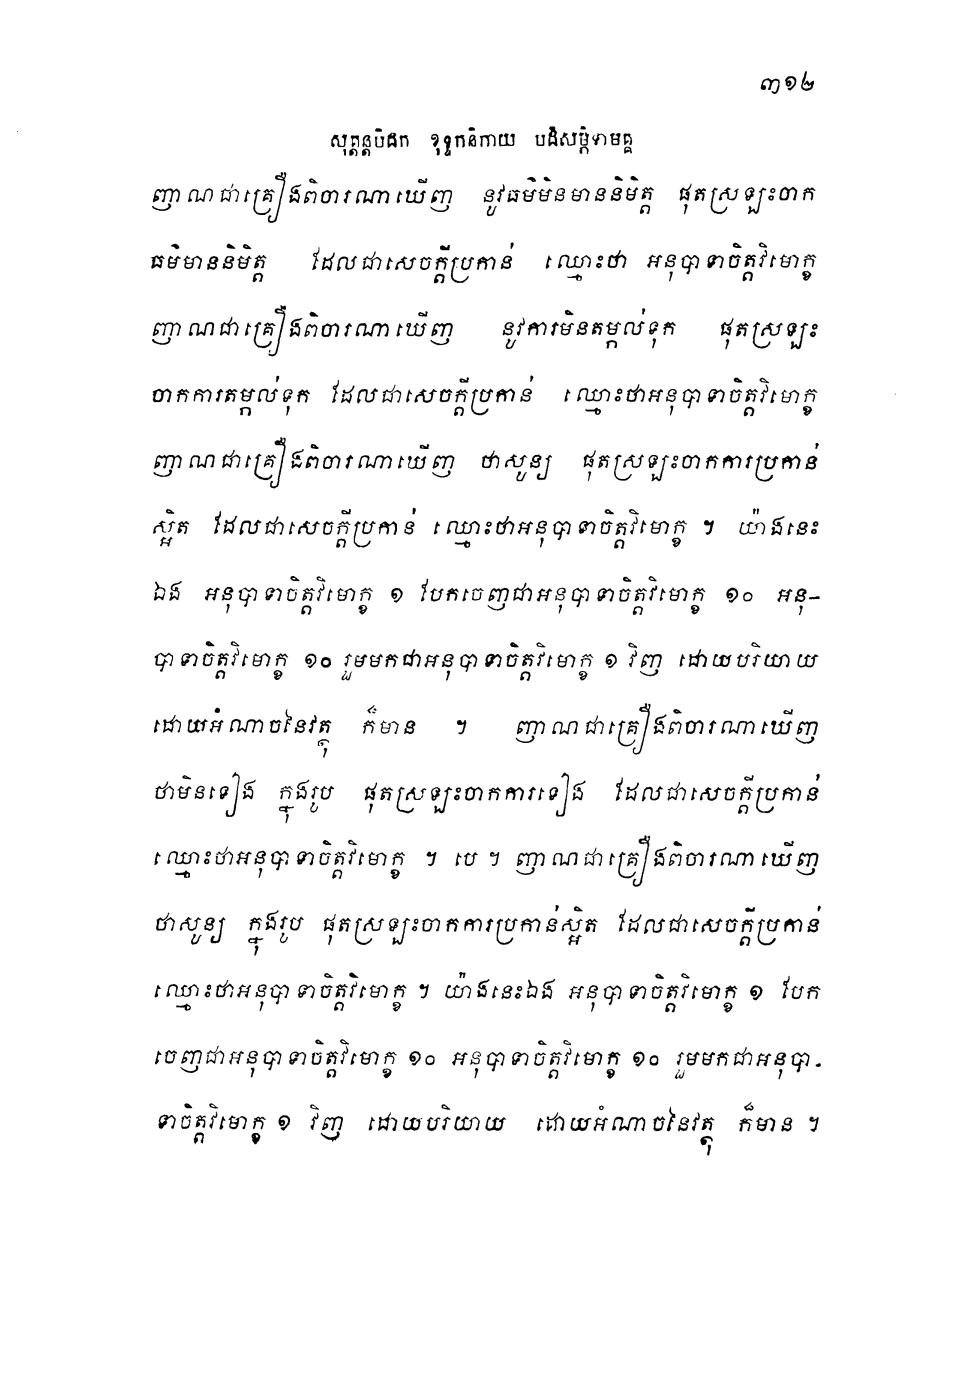 ៣១២
សុត្តន្តបិដក ខុទ្ទកនិកាយ បដិសម្ភិទាមគ្គ
ញាណជាគ្រឿងពិចារណាឃើញ នូវធម៌មិនមាននិមិត្ត ផុតស្រឡះចាក
ធម៌មាននិមិត្ត ដែលជាសេចក្តីប្រកាន់ ឈ្មោះថា អនុបាទាចិត្តវិមោក្ខ
ញាណជាគ្រឿងពិចារណាឃើញ នូវការមិនតម្កល់ទុក ផុតស្រឡះ
ចាកការតម្កល់ទុក ដែលជាសេចក្តីប្រកាន់ ឈ្មោះថាអនុបាទាចិត្តវិមោក្ខ
ញាណជាគ្រឿងពិចារណាឃើញ ថាសូន្យ ផុតស្រឡះចាកការប្រកាន់
ស្អិត ដែលជាសេចក្តីប្រកាន់ ឈ្មោះថាអនុបាទាចិត្តវិមោក្ខ ។ យ៉ាងនេះ
ឯង អនុបាទាចិត្តវិមោក្ខ ១ បែកចេញជាអនុបាទាចិត្តវិមោក្ខ ១០ អនុ-
បាទាចិត្តវិមោក្ខ ១០ រួមមកជាអនុបាទាចិត្តវិមោក្ខ ១ វិញ ដោយបរិយាយ
ដោយអំណាចនៃវត្ថុ ក៏មាន ។ ញាណជាគ្រឿងពិចារណាឃើញ
ថាមិនទៀង ក្នុងរូប ផុតស្រឡះចាកការទៀង ដែលជាសេចក្តីប្រកាន់
ឈ្មោះថាអនុបាទាចិត្តវិមោក្ខ ។ បេ ។ ញាណជាគ្រឿងពិចារណាឃើញ
ថាសូន្យ ក្នុងរូប ផុតស្រឡះចាកការប្រកាន់ស្អិត ដែលជាសេចក្តីប្រកាន់
ឈ្មោះថាអនុបាទាចិត្តវិមោក្ខ ។ យ៉ាងនេះឯង អនុបាទាចិត្តវិមោក្ខ ១ បែក
ចេញជាអនុបាទាចិត្តវិមោក្ខ ១០ អនុបាទាចិត្តវិមោក្ខ ១០ រួមមកជាអនុបា-
ទាចិត្តវិមោក្ខ ១ វិញ ដោយបរិយាយ ដោយអំណាចនៃវត្ថុ ក៏មាន ។